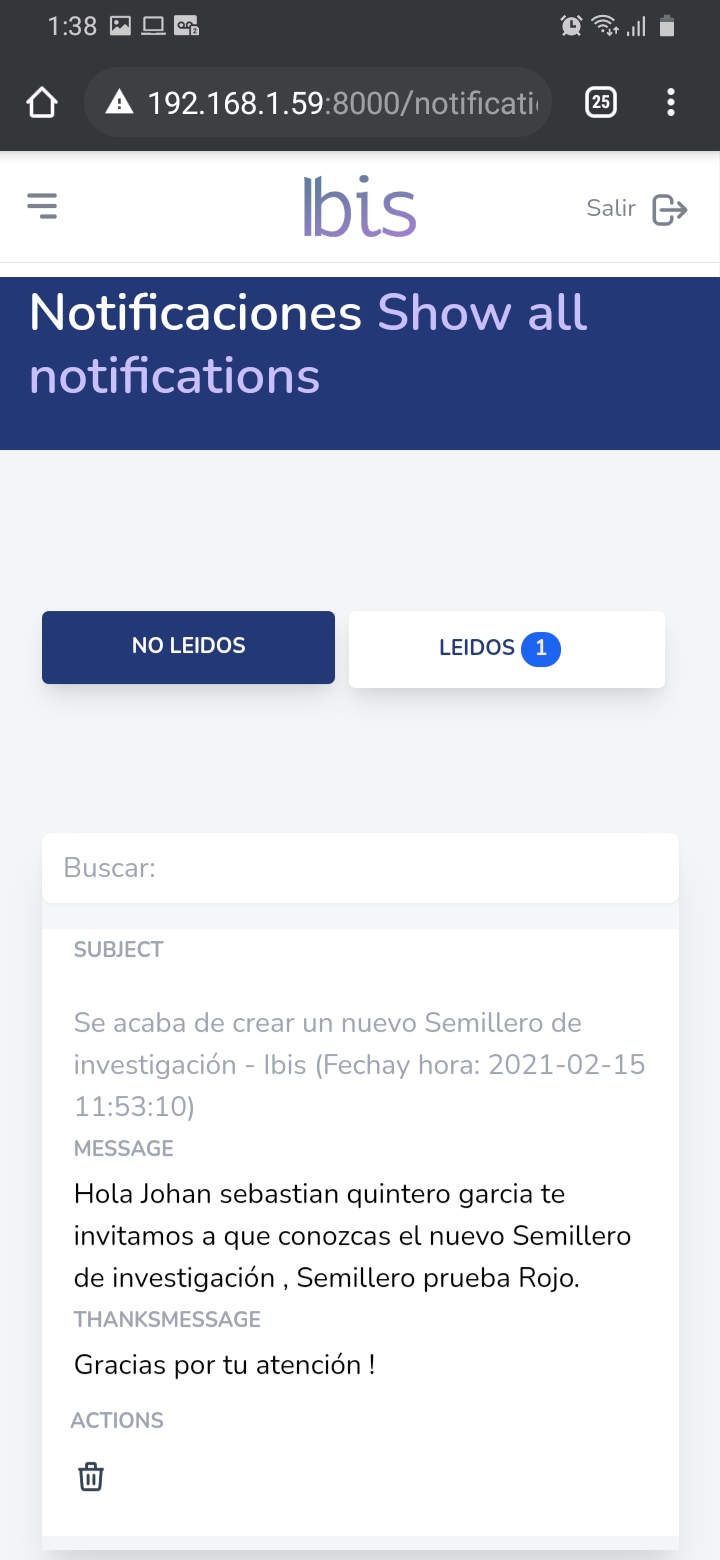 1:38
192.168.1.59:8000/notificati
25
Ibis
Salir
Notificaciones Show all
notifications
NO LEIDOS
LEIDOS 1
Buscar:
SUBJECT
Se acaba de crear un nuevo Semillero de
investigación - Ibis (Fechay hora: 2021-02-15
11:53:10)
MESSAGE
Hola Johan sebastian quintero garcia te
invitamos a que conozcas el nuevo Semillero
de investigación , Semillero prueba Rojo.
THANKSMESSAGE
Gracias por tu atención !
ACTIONS